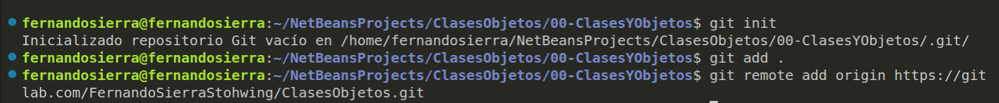 fernandosierra@fernandosierra:~/NetBeansProjects/ClasesObjetos/00-ClasesYObjetos$ git init
Inicializado repositorio Git vacío en /home/fernandosierra/NetBeansProjects/ClasesObjetos/00-ClasesYObjetos/.git/
fernandosierra@fernandosierra:~/NetBeansProjects/ClasesObjetos/00-ClasesYObjetos$ git add .
fernandosierra@fernandosierra:~/NetBeansProjects/ClasesObjetos/00-ClasesYObjetos$ git remote add origin https://git
lab.com/FernandoSierraStohwing/ClasesObjetos.git